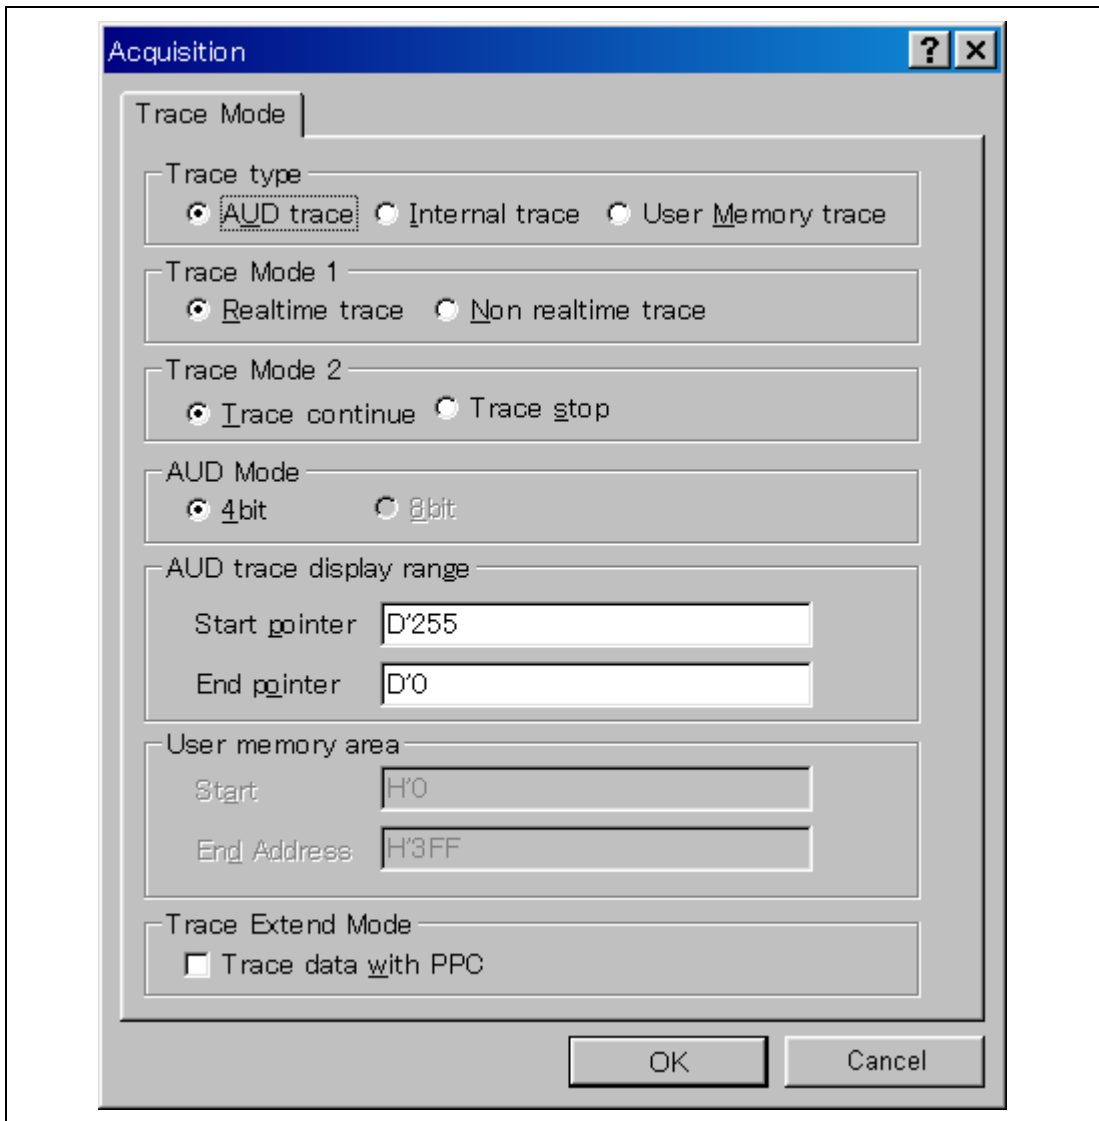 Acquisition
Trace Mode
Trace type
AUD trace Internal trace User Memory trace
Trace Mode 1
Realtime trace Non realtime trace
Trace Mode 2
Trace continue Trace stop
AUD Mode
4bit 8bit
AUD trace display range
Start pointer D'255
End pointer D'0
User memory area
Start H'0
End Address H'3FF
Trace Extend Mode
Trace data with PPC
OK Cancel